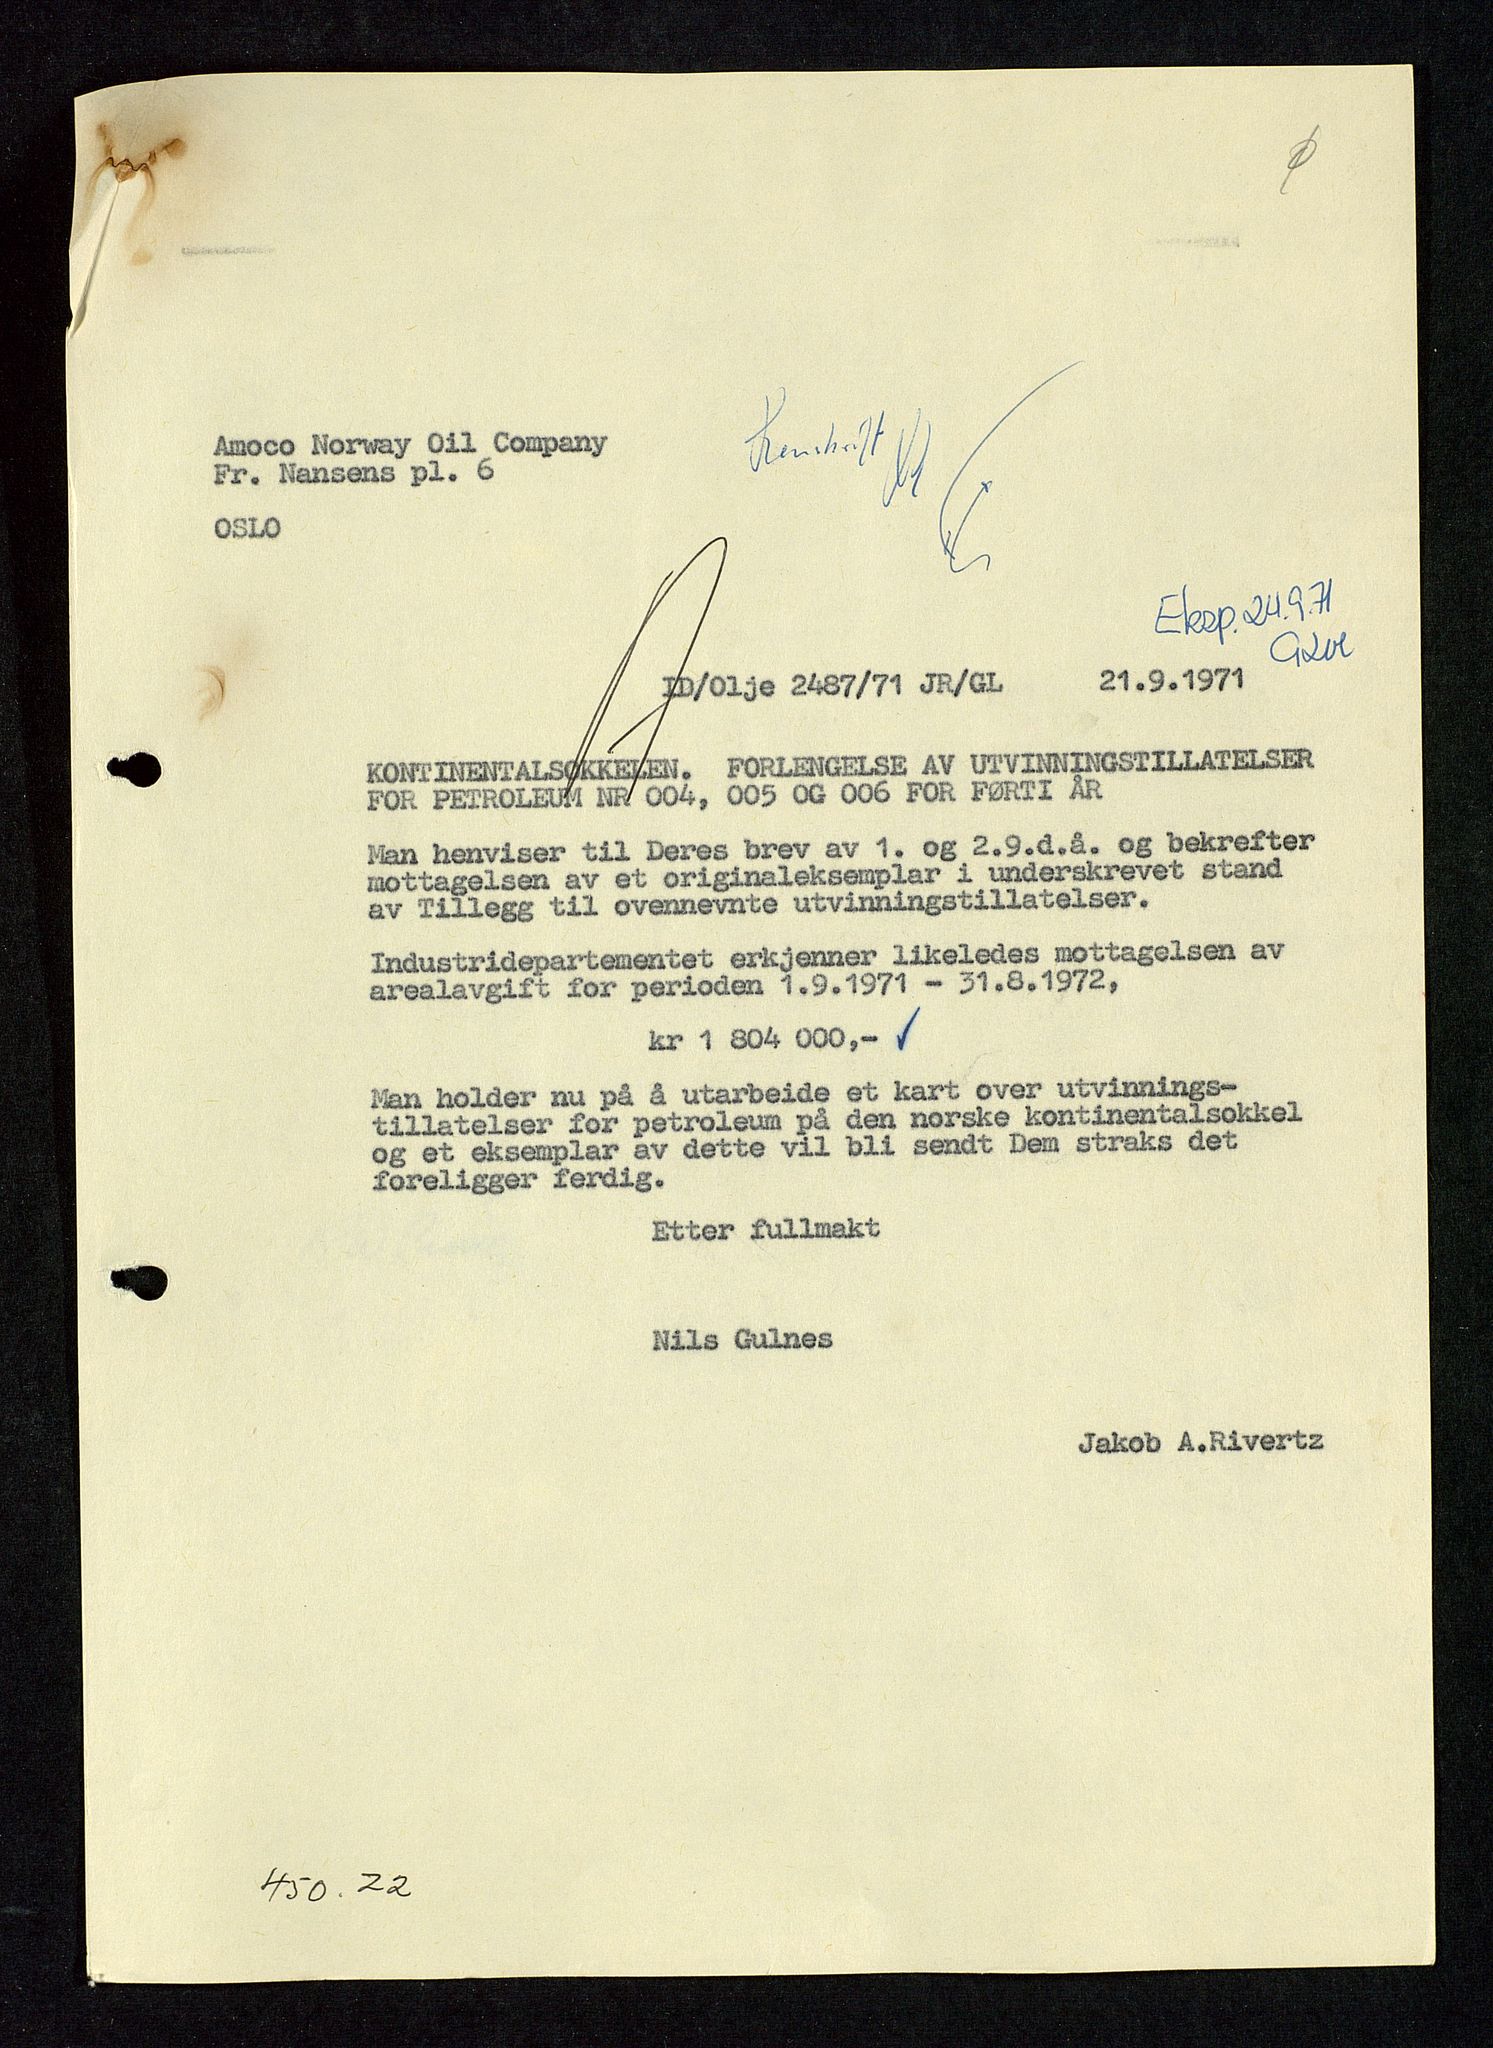 Amoco Norway Oil Company
Fr. Nansens pl. 6
OSLO
Eksp. 24.9.71
ID/Olje 2487/71 JR/GL 21.9.1971
KONTINENTALSOKKELEN. FORLENGELSE AV UTVINNINGSTILLATELSER
FOR PETROLEUM NR 004, 005 OG 006 FOR FØRTI ÅR
Man henviser til Deres brev av 1. og 2.9.d.å. og bekrefter
mottagelsen av et originaleksemplar i underskrevet stand
av Tillegg til ovennevnte utvinningstillatelser.
Industridepartementet erkjenner likeledes mottagelsen av
arealavgift for perioden 1.9.1971 - 31.8.1972,
kr 1 804 000,-
Man holder nu på å utarbeide et kart over utvinnings-
tillatelser for petroleum på den norske kontinentalsokkel
og et eksemplar av dette vil bli sendt Dem straks det
foreligger ferdig.
Etter fullmakt
Nils Gulnes
Jakob A.Rivertz
450.22